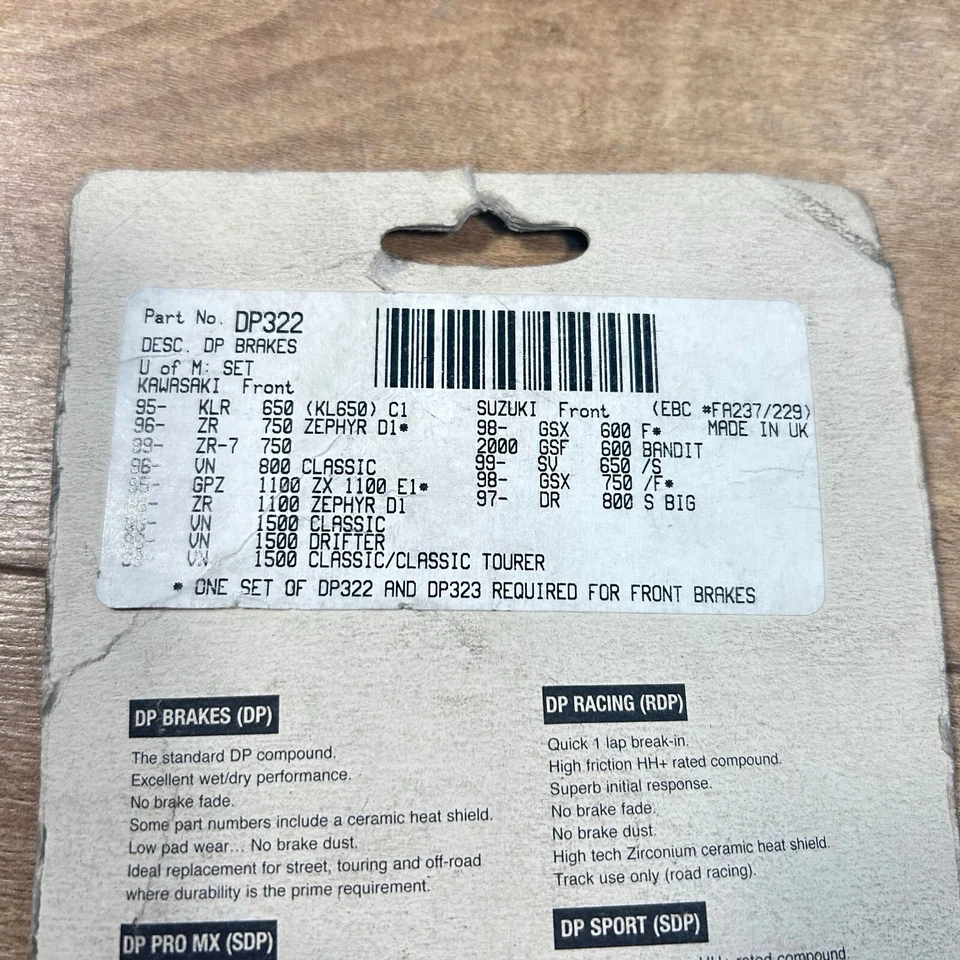 Part No. DP322
DESC. DP BRAKES
U of M: SET
KAWASAKI Front
95- KLR 650 (KL650) C1
96- ZR 750 ZEPHYR D1*
99- ZR-7 750
96- VN 800 CLASSIC
95- GPZ 1100 ZX 1100 E1*
ZR 1100 ZEPHYR D1
VN 1500 CLASSIC
VN 1500 DRIFTER
VN 1500 CLASSIC/CLASSIC TOURER
SUZUKI Front (EBC #FA237/229)
98- GSX 600 F* MADE IN UK
2000 GSF 600 BANDIT
99- SV 650 /S
98- GSX 750 /F*
97- DR 800 S BIG
* ONE SET OF DP322 AND DP323 REQUIRED FOR FRONT BRAKES
DP BRAKES (DP)
The standard DP compound.
Excellent wet/dry performance.
No brake fade.
Some part numbers include a ceramic heat shield.
Low pad wear... No brake dust.
Ideal replacement for street, touring and off-road
where durability is the prime requirement.
DP PRO MX (SDP)
DP RACING (RDP)
Quick 1 lap break-in.
High friction HH+ rated compound.
Superb initial response.
No brake fade.
No brake dust.
High tech Zirconium ceramic heat shield.
Track use only (road racing).
DP SPORT (SDP)
HH+ rated compound.